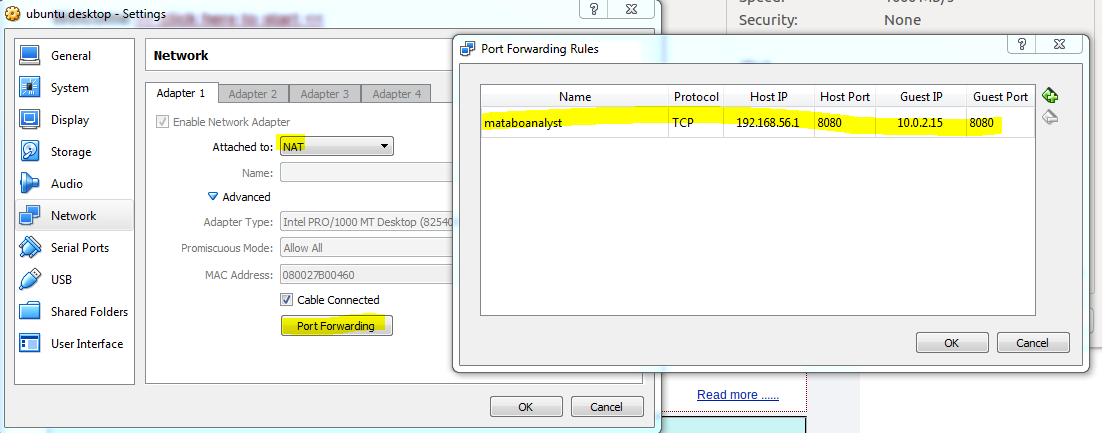 ubuntu desktop - Settings
click here to start <<
General
System
Display
Storage
Audio
Network
Serial Ports
USB
Shared Folders
User Interface
Network
Adapter 1 Adapter 2 Adapter 3 Adapter 4
Enable Network Adapter
Attached to: NAT
Name:
Advanced
Adapter Type: Intel PRO/1000 MT Desktop (82540
Promiscuous Mode: Allow All
MAC Address: 080027B00460
Cable Connected
Port Forwarding
OK Cancel
Security: None
Port Forwarding Rules
Name Protocol Host IP Host Port Guest IP Guest Port
mataboanalyst TCP 192.168.56.1 8080 10.0.2.15 8080
OK Cancel
Read more ......